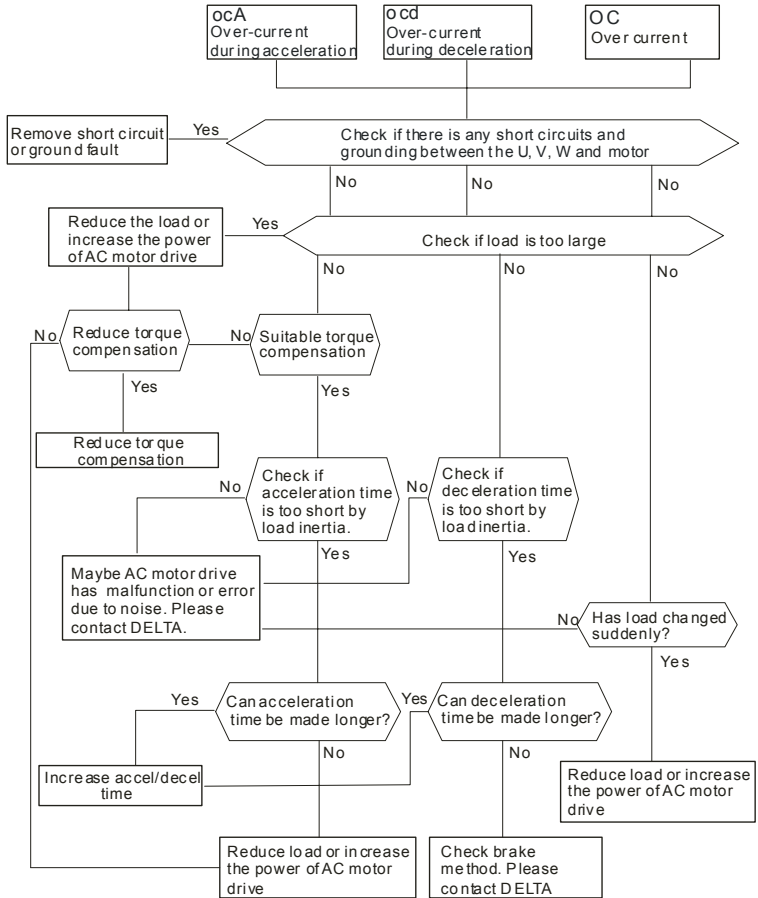 ocA
Over-current
during acceleration
ocd
Over-current
during deceleration
OC
Over current
Remove short circuit
or ground fault
Yes
Check if there is any short circuits and
grounding between the U, V, W and motor
No
No
No
Reduce the load or
increase the power
of AC motor drive
Yes
Check if load is too large
No
No
No
No
Reduce torque
compensation
No
Suitable torque
compensation
Yes
Yes
Reduce torque
compensation
No
Check if
acceleration time
is too short by
load inertia.
No
Check if
deceleration time
is too short by
load inertia.
Yes
Yes
Maybe AC motor drive
has malfunction or error
due to noise. Please
contact DELTA.
No
Has load changed
suddenly?
Yes
Yes
Can acceleration
time be made longer?
Yes
Can deceleration
time be made longer?
No
No
Increase accel/decel
time
Reduce load or increase
the power of AC motor
drive
Reduce load or increase
the power of AC motor
drive
Check brake
method. Please
contact DELTA